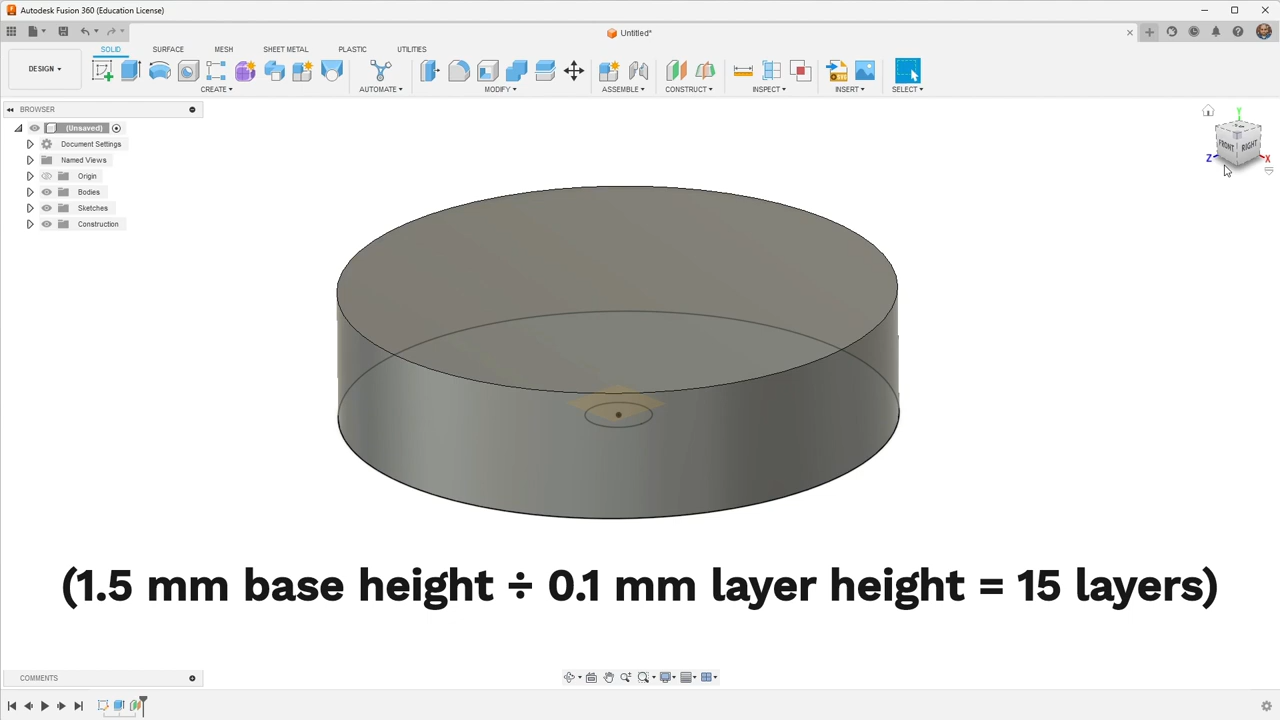 Autodesk Fusion 360 (Education License)
Untitled*
DESIGN
SOLID
SURFACE
MESH
SHEET METAL
PLASTIC
UTILITIES
CREATE
AUTOMATE
MODIFY
ASSEMBLE
CONSTRUCT
INSPECT
INSERT
SELECT
BROWSER
(Unsaved)
Document Settings
Named Views
Origin
Bodies
Sketches
Construction
Y
FRONT
RIGHT
Z
X
(1.5 mm base height ÷ 0.1 mm layer height = 15 layers)
COMMENTS